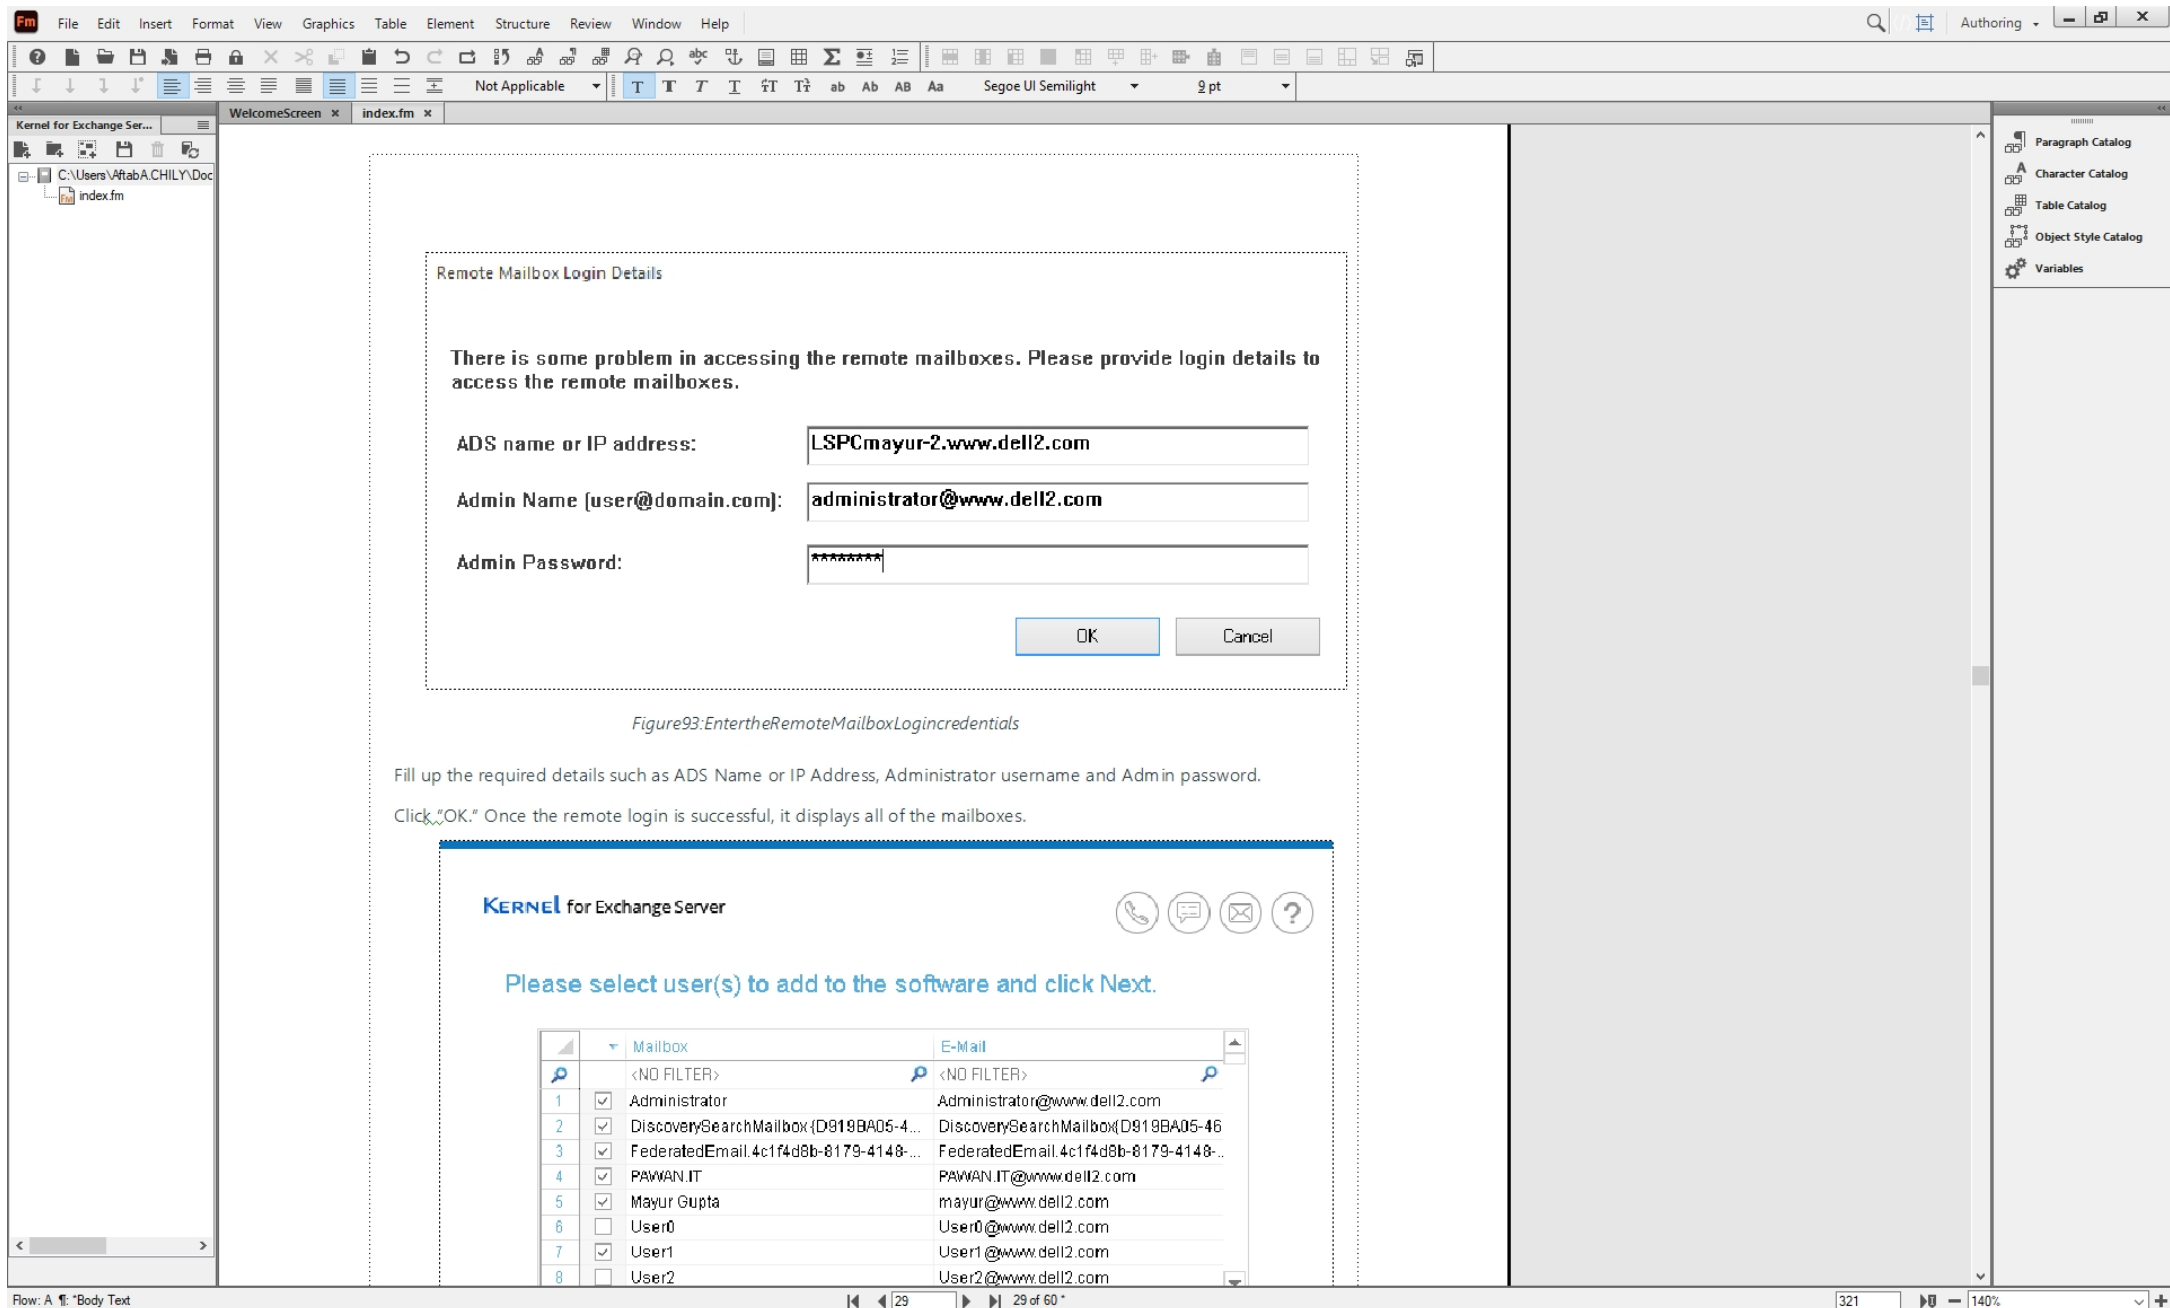 Fm File Edit Insert Format View Graphics Table Element Structure Review Window Help Authoring
Not Applicable Segoe UI Semilight 9 pt
Kernel for Exchange Ser...
WelcomeScreen × index.fm ×
C:\Users\AftabA.CHILY\Doc
index.fm
Paragraph Catalog
Character Catalog
Table Catalog
Object Style Catalog
Variables
Remote Mailbox Login Details
There is some problem in accessing the remote mailboxes. Please provide login details to
access the remote mailboxes.
ADS name or IP address: LSPCmayur-2.www.dell2.com
Admin Name (user@domain.com): administrator@www.dell2.com
Admin Password: ********
OK Cancel
Figure93:EntertheRemoteMailboxLogincredentials
Fill up the required details such as ADS Name or IP Address, Administrator username and Admin password.
Click "OK." Once the remote login is successful, it displays all of the mailboxes.
KERNEL for Exchange Server
Please select user(s) to add to the software and click Next.
Mailbox E-Mail
<NO FILTER> <NO FILTER>
1 Administrator Administrator@www.dell2.com
2 DiscoverySearchMailbox{D919BA05-4... DiscoverySearchMailbox{D919BA05-46
3 FederatedEmail.4c1f4d8b-8179-4148-... FederatedEmail.4c1f4d8b-8179-4148-..
4 PAWAN.IT PAWAN.IT@www.dell2.com
5 Mayur Gupta mayur@www.dell2.com
6 User0 User0@www.dell2.com
7 User1 User1@www.dell2.com
8 User2 User2@www.dell2.com
Flow: A ¶: *Body Text 29 29 of 60 * 321 140%